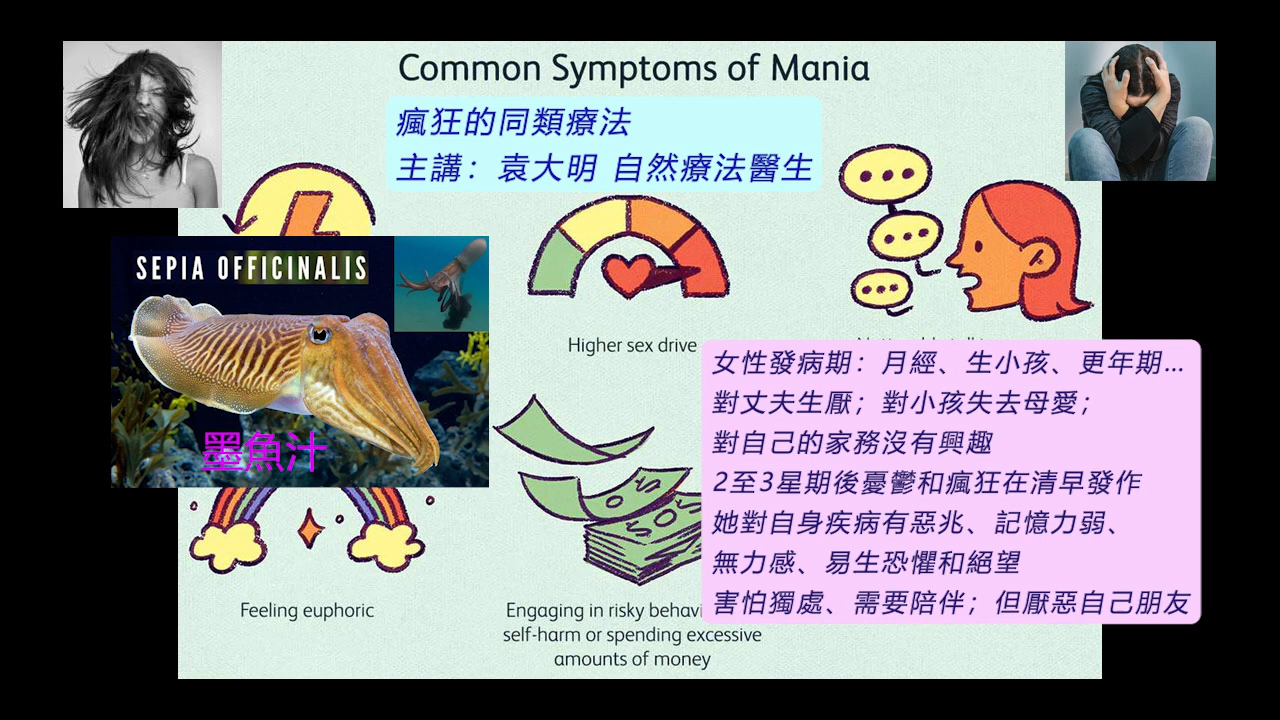 Common Symptoms of Mania
瘋狂的同類療法
主講：袁大明 自然療法醫生
SEPIA OFFICINALIS
墨魚汁
Higher sex drive
女性發病期：月經、生小孩、更年期...
對丈夫生厭；對小孩失去母愛；
對自己的家務沒有興趣
2至3星期後憂鬱和瘋狂在清早發作
她對自身疾病有惡兆、記憶力弱、
無力感、易生恐懼和絕望
害怕獨處、需要陪伴；但厭惡自己朋友
Feeling euphoric
Engaging in risky
self-harm or spending excessive
amounts of money